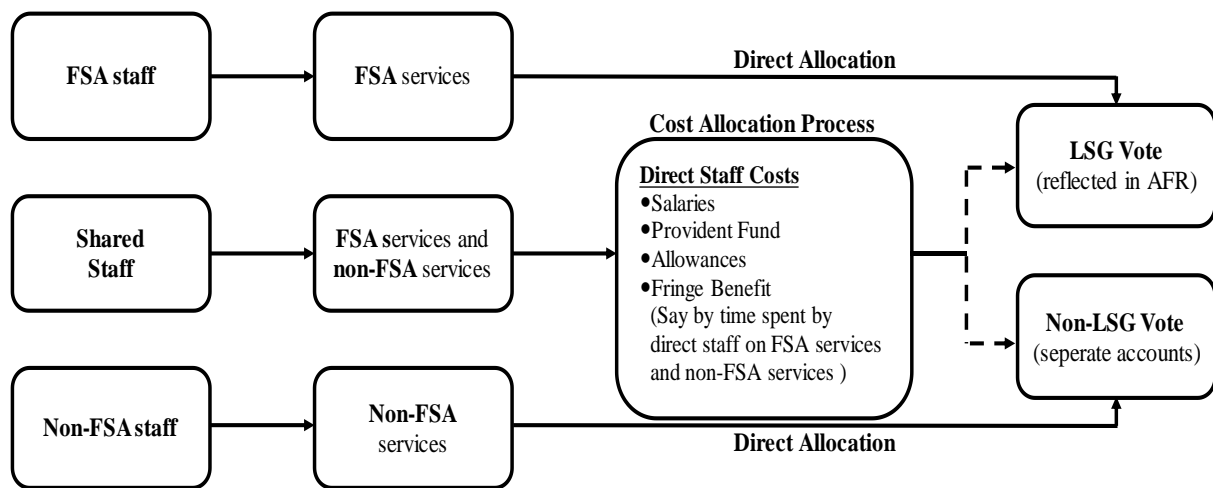 FSA staff
FSA services
Direct Allocation
LSG Vote
(reflected in AFR)
Cost Allocation Process
Direct Staff Costs
•Salaries
•Provident Fund
•Allowances
•Fringe Benefit
(Say by time spent by
direct staff on FSA services
and non-FSA services )
Shared
Staff
FSA services and
non-FSA services
Non-LSG Vote
(seperate accounts)
Non-FSA staff
Non-FSA
services
Direct Allocation